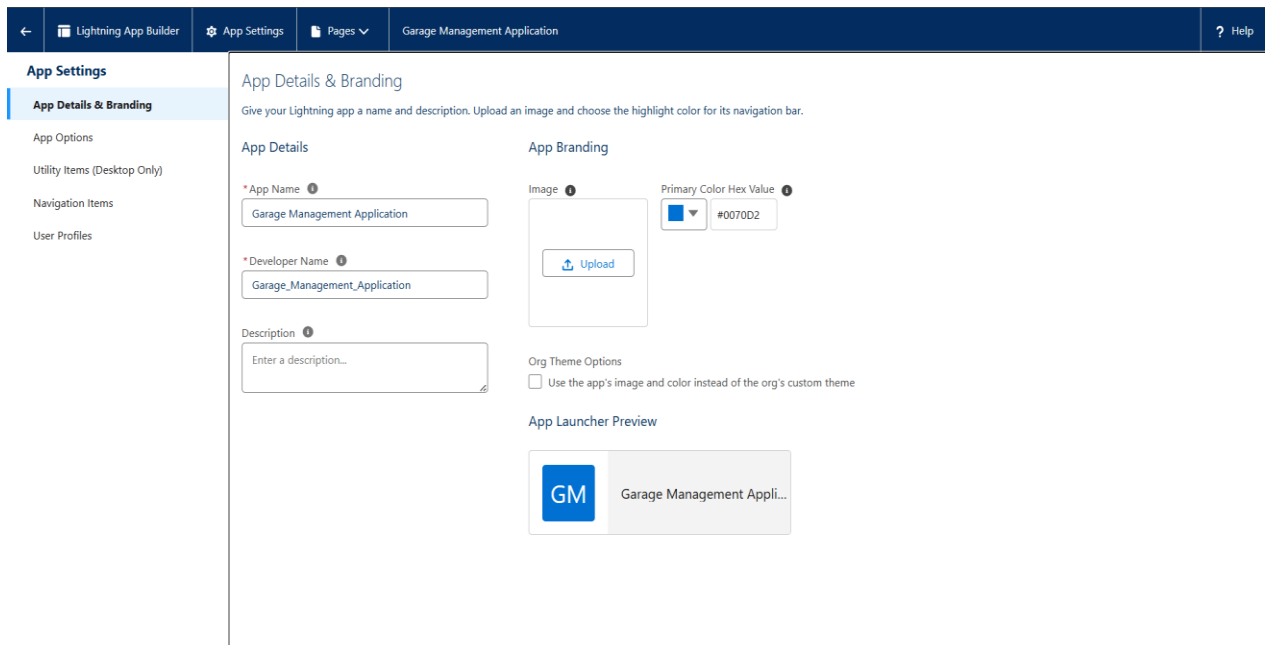 Lightning App Builder
App Settings
Pages
Garage Management Application
? Help
App Settings
App Details & Branding
App Options
Utility Items (Desktop Only)
Navigation Items
User Profiles
App Details & Branding
Give your Lightning app a name and description. Upload an image and choose the highlight color for its navigation bar.
App Details
*App Name
Garage Management Application
*Developer Name
Garage_Management_Application
Description
Enter a description...
App Branding
Image
Upload
Primary Color Hex Value
#0070D2
Org Theme Options
Use the app's image and color instead of the org's custom theme
App Launcher Preview
GM
Garage Management Appli...